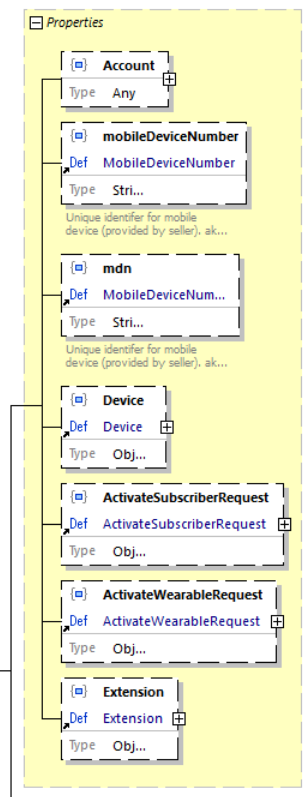 Properties
Account
Type Any
mobileDeviceNumber
Def MobileDeviceNumber
Type Stri...
Unique identifer for mobile
device (provided by seller). ak...
mdn
Def MobileDeviceNum...
Type Stri...
Unique identifer for mobile
device (provided by seller). ak...
Device
Def Device
Type Obj...
ActivateSubscriberRequest
Def ActivateSubscriberRequest
Type Obj...
ActivateWearableRequest
Def ActivateWearableRequest
Type Obj...
Extension
Def Extension
Type Obj...